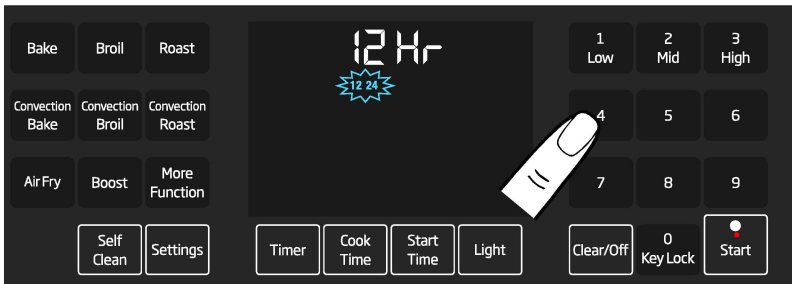 Bake Broil Roast
12 Hr
12 24
1 2 3
Low Mid High
Convection Convection Convection
Bake Broil Roast
4 5 6
Air Fry Boost More
Function
7 8 9
Self
Clean
Settings
Timer
Cook
Time
Start
Time
Light
Clear/Off
0
Key Lock
Start